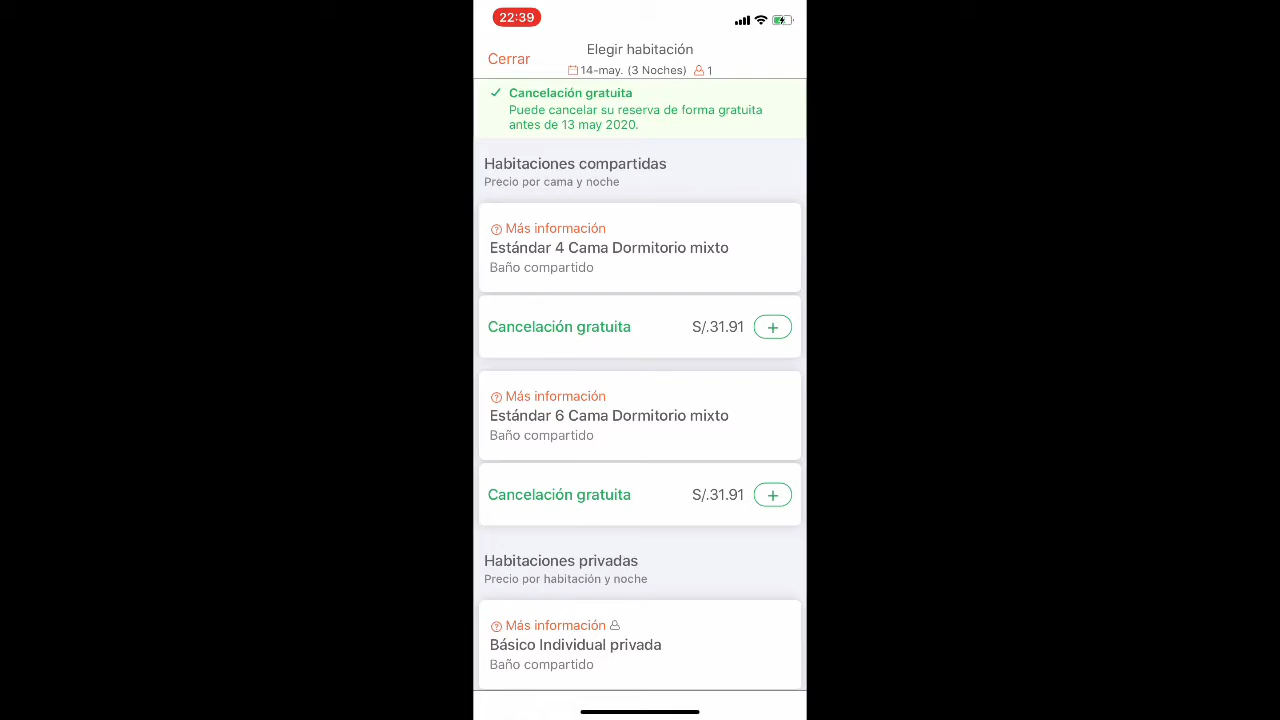 22:39
Cerrar
Elegir habitación
14-may. (3 Noches) 1
Cancelación gratuita
Puede cancelar su reserva de forma gratuita
antes de 13 may 2020.
Habitaciones compartidas
Precio por cama y noche
Más información
Estándar 4 Cama Dormitorio mixto
Baño compartido
Cancelación gratuita S/.31.91 +
Más información
Estándar 6 Cama Dormitorio mixto
Baño compartido
Cancelación gratuita S/.31.91 +
Habitaciones privadas
Precio por habitación y noche
Más información
Básico Individual privada
Baño compartido